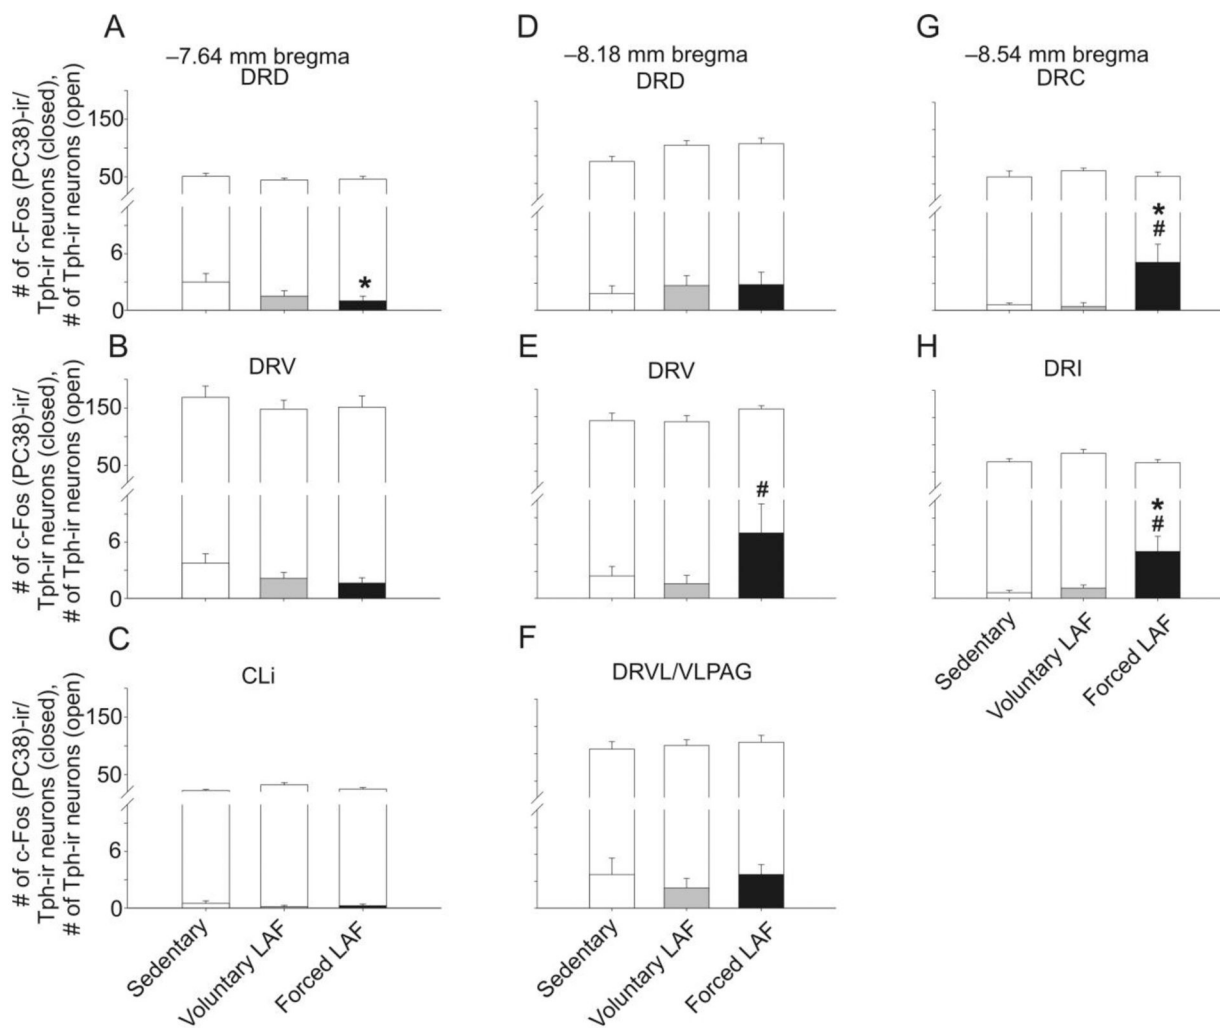 A
–7.64 mm bregma
DRD
# of c-Fos (PC38)-ir/
Tph-ir neurons (closed),
# of Tph-ir neurons (open)
150
50
6
0
*
D
–8.18 mm bregma
DRD
G
–8.54 mm bregma
DRC
*
#
B
DRV
# of c-Fos (PC38)-ir/
Tph-ir neurons (closed),
# of Tph-ir neurons (open)
150
50
6
0
E
DRV
#
H
DRI
*
#
Sedentary
Voluntary LAF
Forced LAF
C
CLi
# of c-Fos (PC38)-ir/
Tph-ir neurons (closed),
# of Tph-ir neurons (open)
150
50
6
0
Sedentary
Voluntary LAF
Forced LAF
F
DRVL/VLPAG
Sedentary
Voluntary LAF
Forced LAF